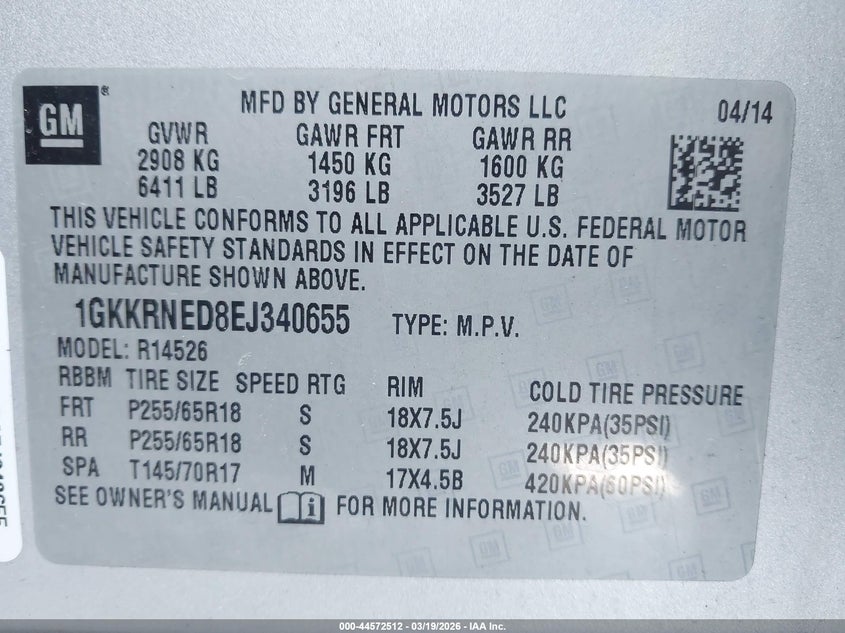 GM
MFD BY GENERAL MOTORS LLC 04/14
GVWR GAWR FRT GAWR RR
2908 KG 1450 KG 1600 KG
6411 LB 3196 LB 3527 LB
THIS VEHICLE CONFORMS TO ALL APPLICABLE U.S. FEDERAL MOTOR
VEHICLE SAFETY STANDARDS IN EFFECT ON THE DATE OF
MANUFACTURE SHOWN ABOVE.
1GKKRNED8EJ340655 TYPE: M.P.V.
MODEL: R14526
RBBM TIRE SIZE SPEED RTG RIM COLD TIRE PRESSURE
FRT P255/65R18 S 18X7.5J 240KPA(35PSI)
RR P255/65R18 S 18X7.5J 240KPA(35PSI)
SPA T145/70R17 M 17X4.5B 420KPA(60PSI)
SEE OWNER'S MANUAL i FOR MORE INFORMATION.
000-44572512 - 03/19/2026 - IAA Inc.